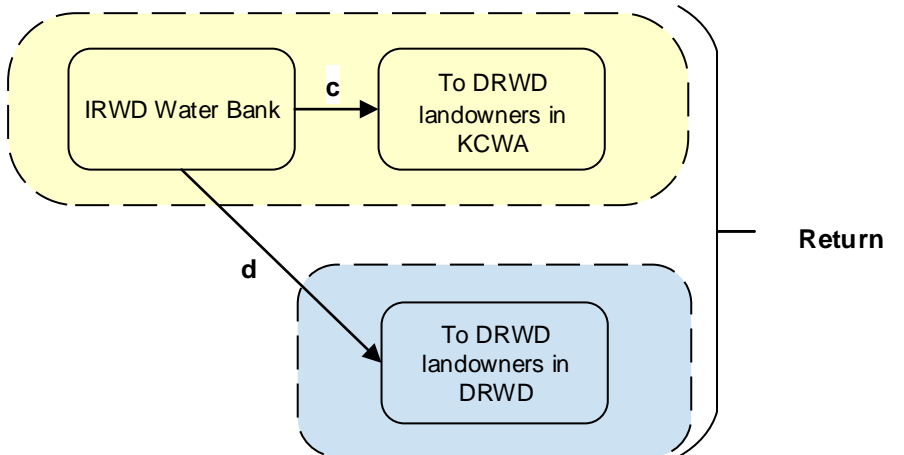 IRWD Water Bank
c
To DRWD
landowners in
KCWA
Return
d
To DRWD
landowners in
DRWD